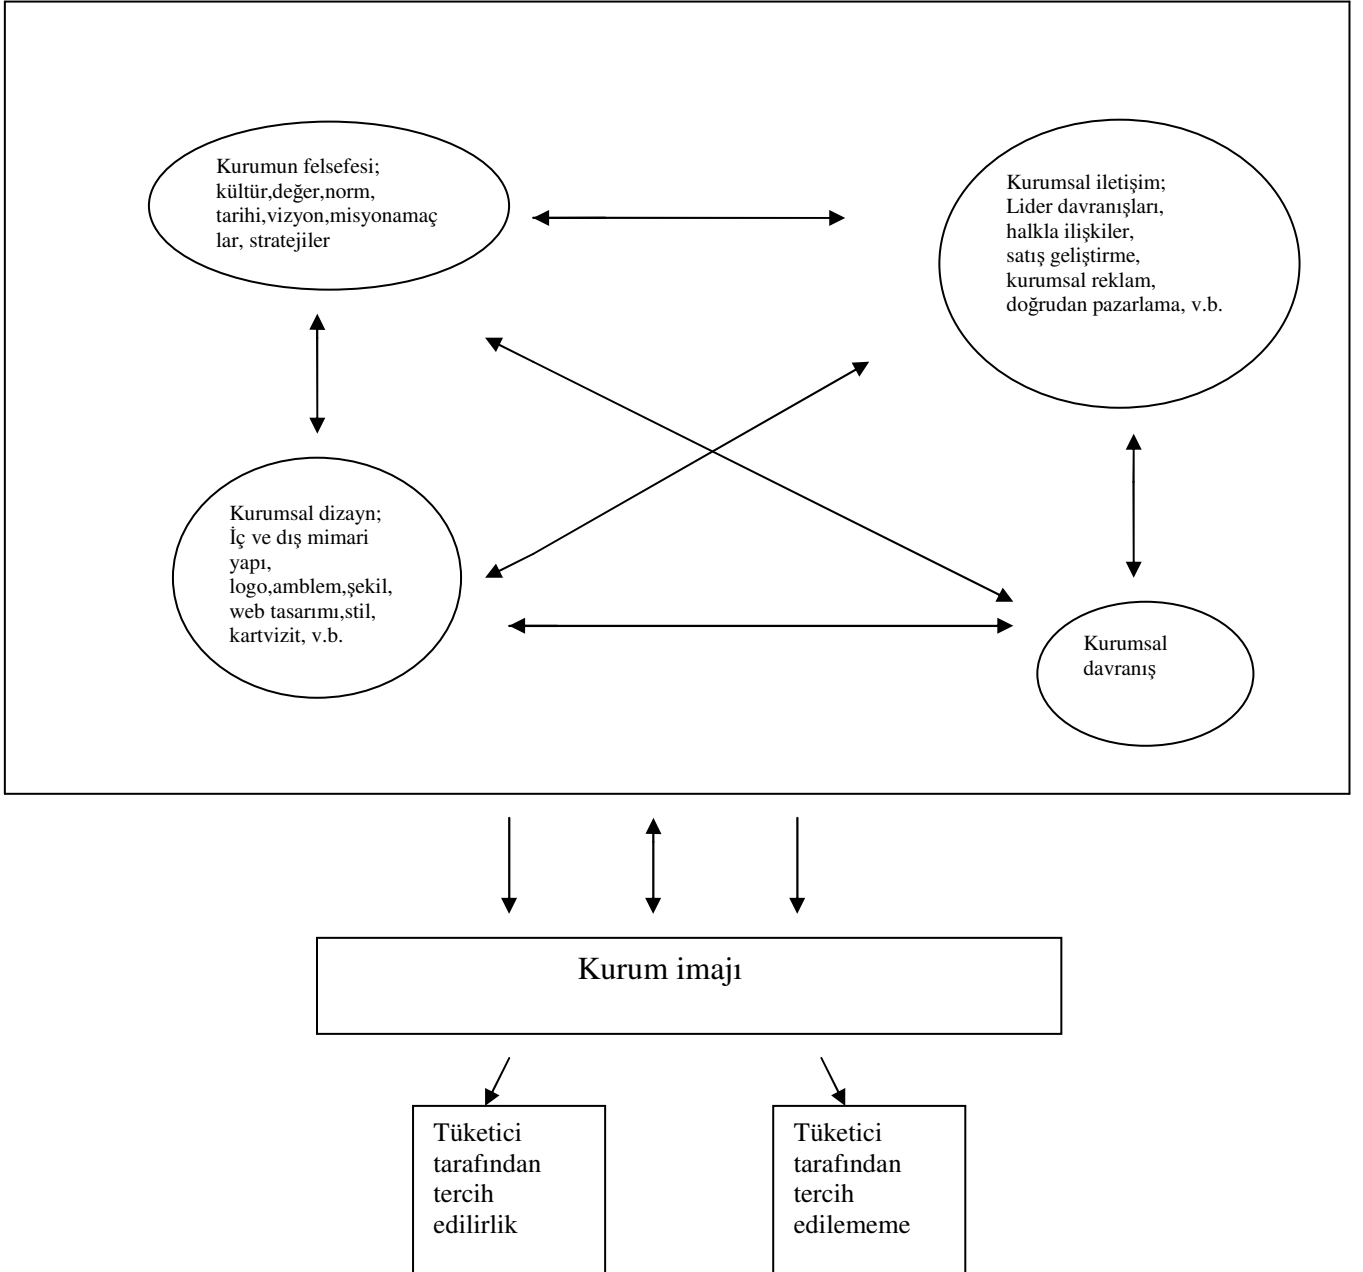 Kurumun felsefesi;
kültür,değer,norm,
tarihi,vizyon,misyonamaç
lar, stratejiler
Kurumsal iletişim;
Lider davranışları,
halkla ilişkiler,
satış geliştirme,
kurumsal reklam,
doğrudan pazarlama, v.b.
Kurumsal dizayn;
İç ve dış mimari
yapı,
logo,amblem,şekil,
web tasarımı,stil,
kartvizit, v.b.
Kurumsal
davranış
Kurum imajı
Tüketici
tarafından
tercih
edilirlik
Tüketici
tarafından
tercih
edilememe